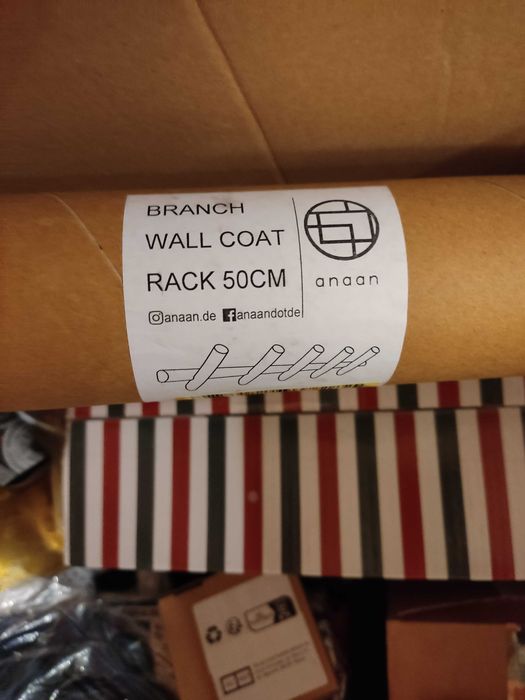 BRANCH
WALL COAT
RACK 50CM
anaan.de anaandotde
anaan